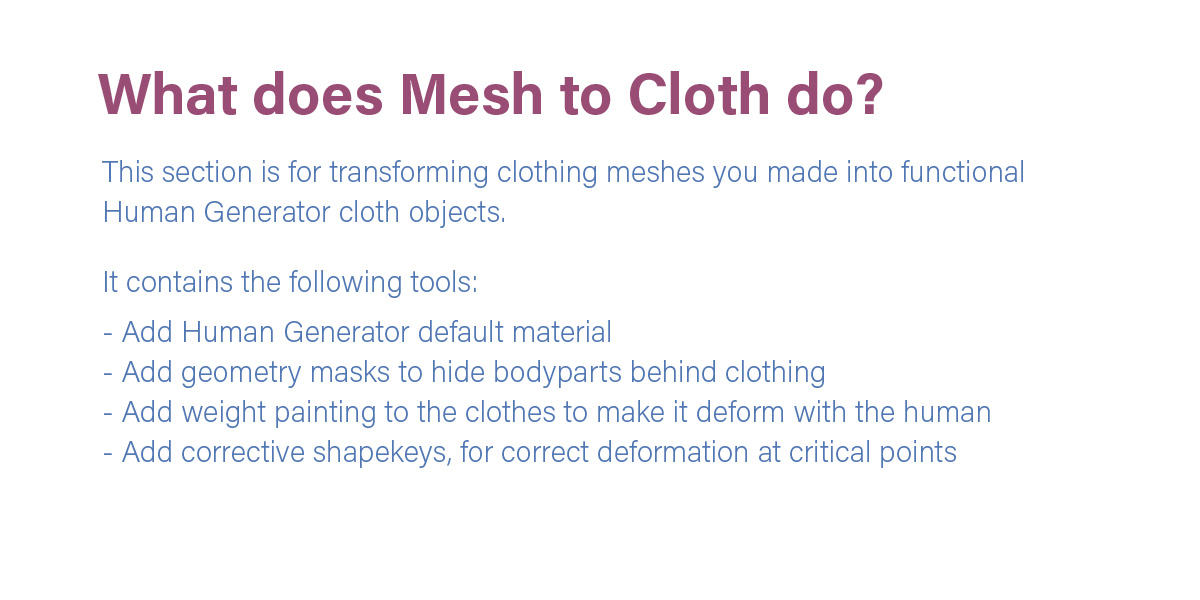 What does Mesh to Cloth do?
This section is for transforming clothing meshes you made into functional
Human Generator cloth objects.
It contains the following tools:
- Add Human Generator default material
- Add geometry masks to hide bodyparts behind clothing
- Add weight painting to the clothes to make it deform with the human
- Add corrective shapekeys, for correct deformation at critical points